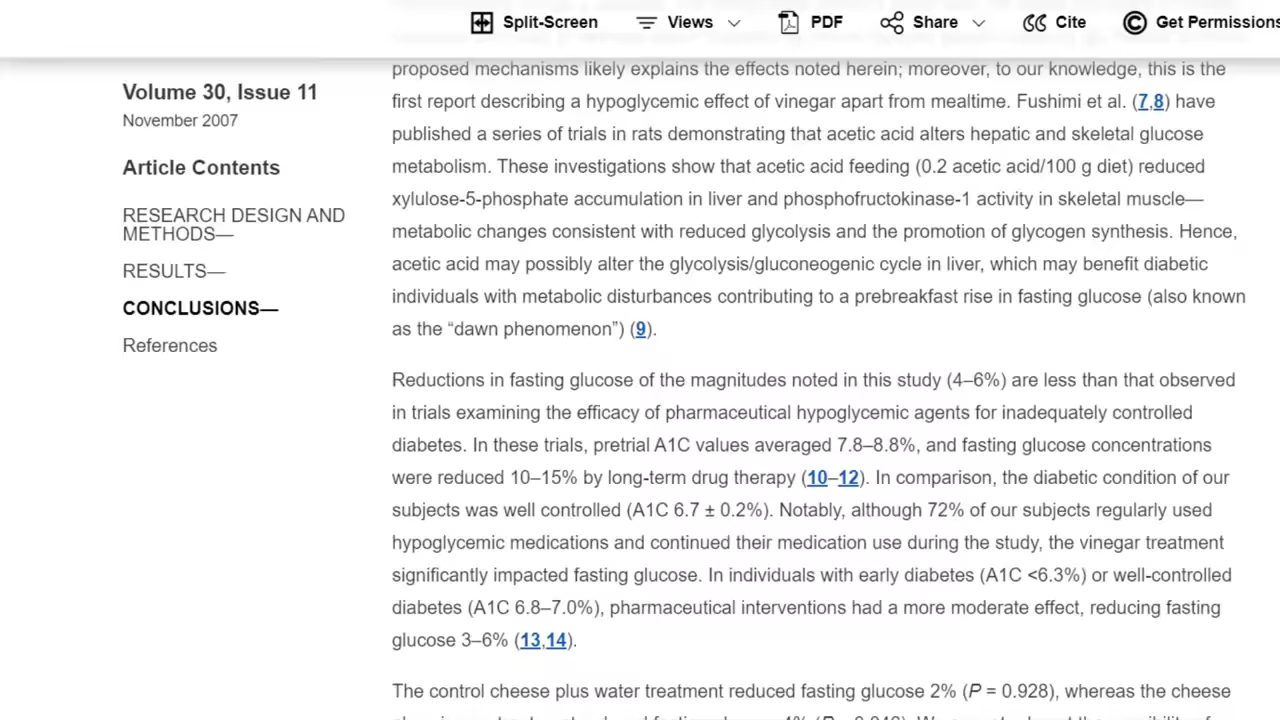 Split-Screen Views PDF Share Cite Get Permissions
Volume 30, Issue 11
November 2007
Article Contents
RESEARCH DESIGN AND
METHODS—
RESULTS—
CONCLUSIONS—
References
proposed mechanisms likely explains the effects noted herein; moreover, to our knowledge, this is the
first report describing a hypoglycemic effect of vinegar apart from mealtime. Fushimi et al. (7,8) have
published a series of trials in rats demonstrating that acetic acid alters hepatic and skeletal glucose
metabolism. These investigations show that acetic acid feeding (0.2 acetic acid/100 g diet) reduced
xylulose-5-phosphate accumulation in liver and phosphofructokinase-1 activity in skeletal muscle—
metabolic changes consistent with reduced glycolysis and the promotion of glycogen synthesis. Hence,
acetic acid may possibly alter the glycolysis/gluconeogenic cycle in liver, which may benefit diabetic
individuals with metabolic disturbances contributing to a prebreakfast rise in fasting glucose (also known
as the “dawn phenomenon”) (9).
Reductions in fasting glucose of the magnitudes noted in this study (4–6%) are less than that observed
in trials examining the efficacy of pharmaceutical hypoglycemic agents for inadequately controlled
diabetes. In these trials, pretrial A1C values averaged 7.8–8.8%, and fasting glucose concentrations
were reduced 10–15% by long-term drug therapy (10–12). In comparison, the diabetic condition of our
subjects was well controlled (A1C 6.7 ± 0.2%). Notably, although 72% of our subjects regularly used
hypoglycemic medications and continued their medication use during the study, the vinegar treatment
significantly impacted fasting glucose. In individuals with early diabetes (A1C <6.3%) or well-controlled
diabetes (A1C 6.8–7.0%), pharmaceutical interventions had a more moderate effect, reducing fasting
glucose 3–6% (13,14).
The control cheese plus water treatment reduced fasting glucose 2% (P = 0.928), whereas the cheese